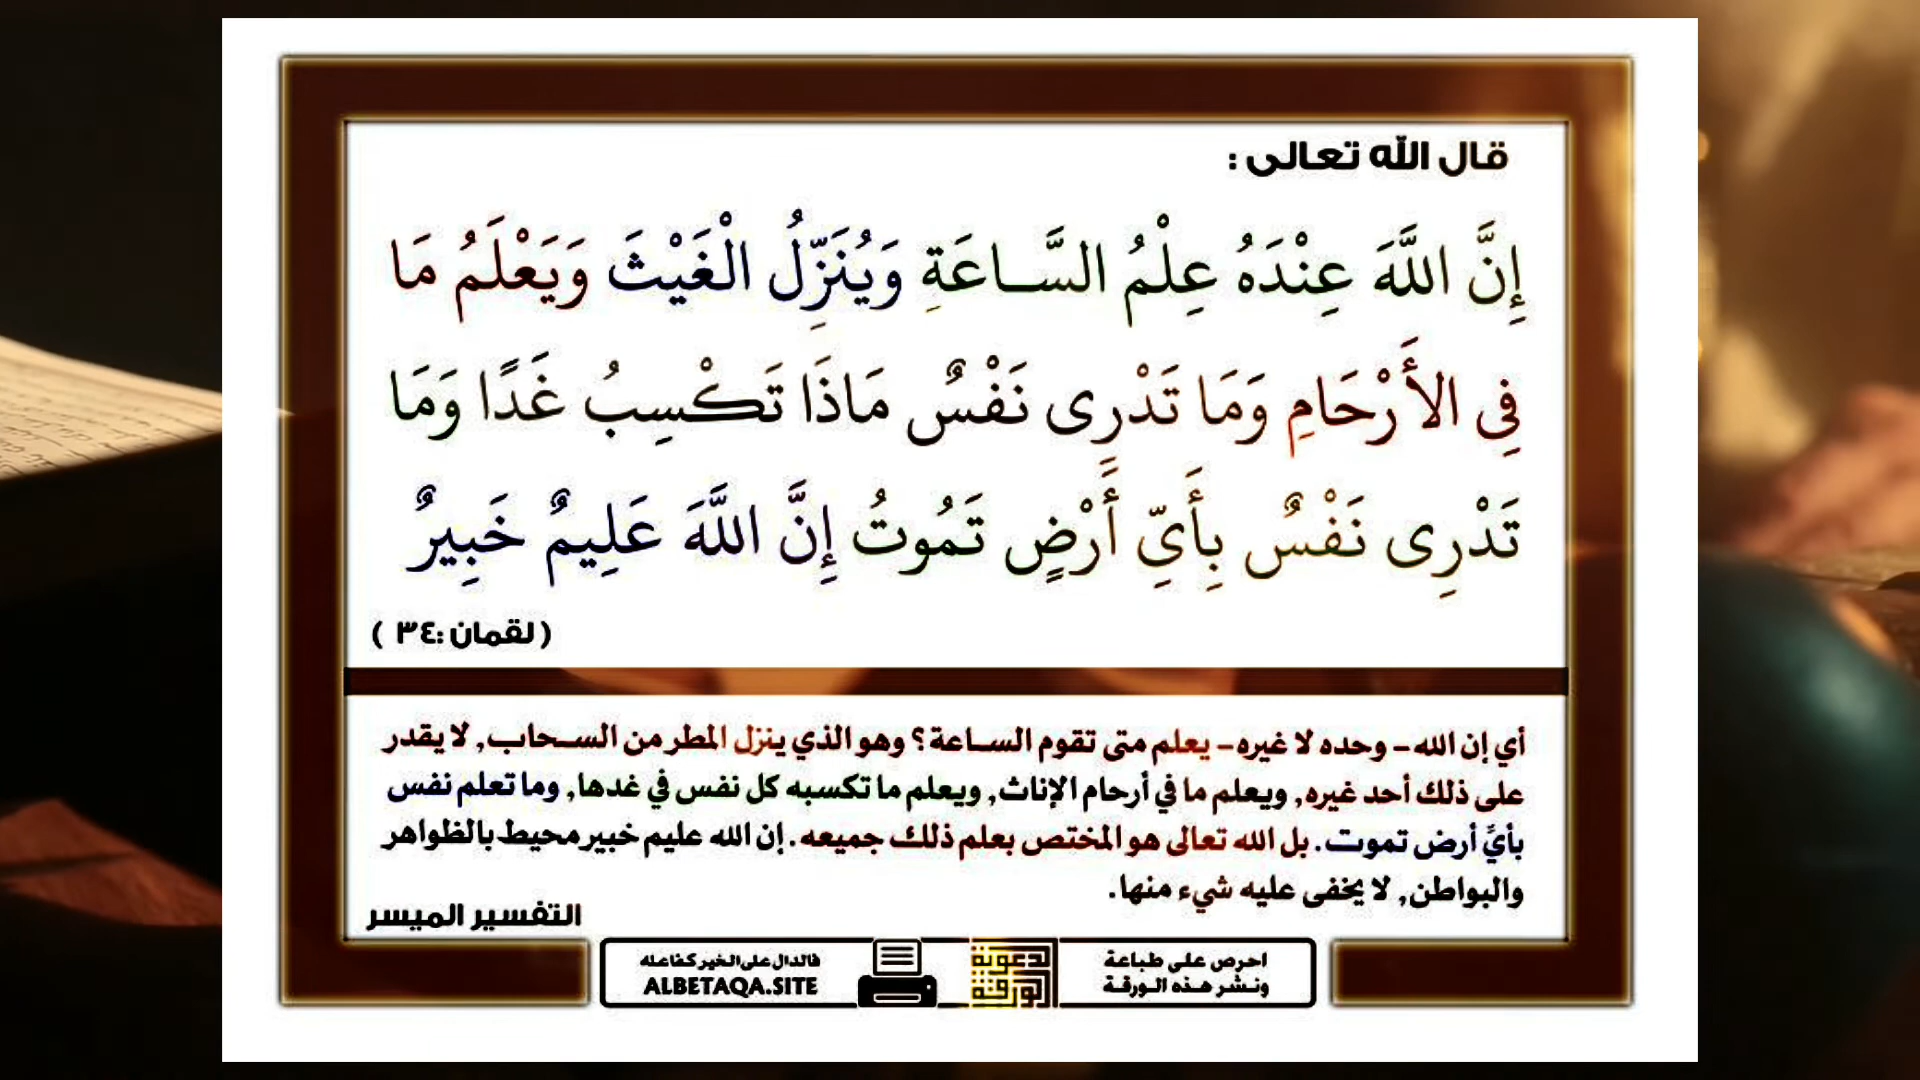 قال الله تعالى :
إِنَّ اللَّهَ عِنْدَهُ عِلْمُ السَّاعَةِ وَيُنَزِّلُ الْغَيْثَ وَيَعْلَمُ مَا
فِي الأَرْحَامِ وَمَا تَدْرِى نَفْسٌ مَاذَا تَكْسِبُ غَدًا وَمَا
تَدْرِى نَفْسٌ بِأَيِّ أَرْضٍ تَمُوتُ إِنَّ اللَّهَ عَلِيمٌ خَبِيرٌ
( لقمان :٣٤ )
أي إن الله – وحده لا غيره – يعلم متى تقوم الساعة؟ وهو الذي ينزل المطر من السحاب, لا يقدر
على ذلك أحد غيره, ويعلم ما في أرحام الإناث, ويعلم ما تكسبه كل نفس في غدها, وما تعلم نفس
بأيِّ أرض تموت. بل الله تعالى هو المختص بعلم ذلك جميعه. إن الله عليم خبير محيط بالظواهر
والبواطن, لا يخفى عليه شيء منها.
التفسير الميسر
احرص على طباعة
ونشر هذه الورقة
الدعوية
الورقة
فالدال على الخير كفاعله
ALBETAQA.SITE